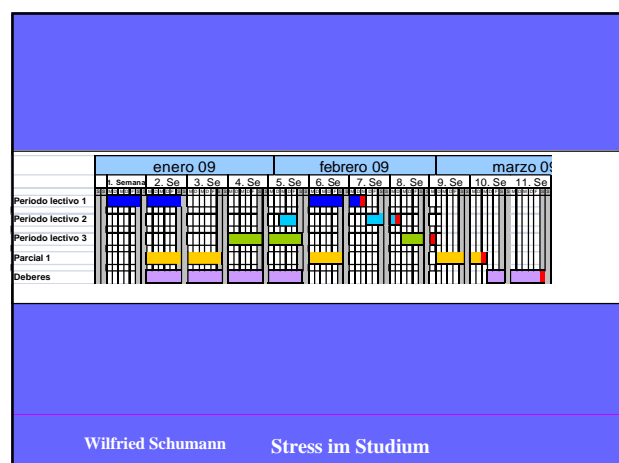 enero 09 febrero 09 marzo 09
1. Semana 2. Se 3. Se 4. Se 5. Se 6. Se 7. Se 8. Se 9. Se 10. Se 11. Se
Periodo lectivo 1
Periodo lectivo 2
Periodo lectivo 3
Parcial 1
Deberes
Wilfried Schumann Stress im Studium